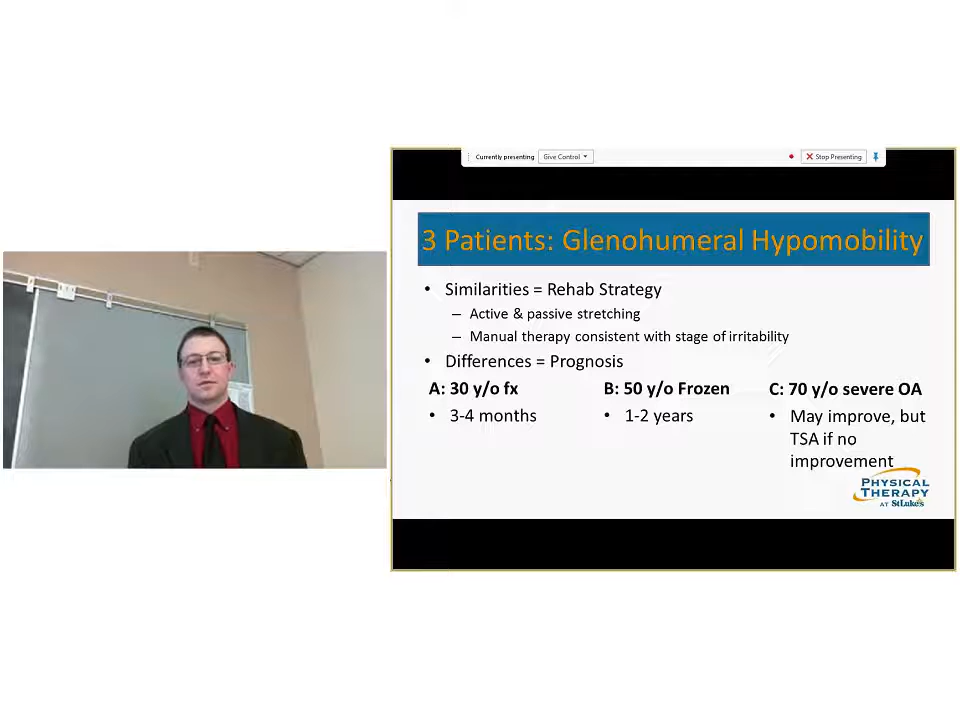 Currently presenting Give Control Stop Presenting
3 Patients: Glenohumeral Hypomobility
• Similarities = Rehab Strategy
– Active & passive stretching
– Manual therapy consistent with stage of irritability
• Differences = Prognosis
A: 30 y/o fx
• 3-4 months
B: 50 y/o Frozen
• 1-2 years
C: 70 y/o severe OA
• May improve, but
TSA if no
improvement
PHYSICAL
THERAPY
AT StLuke's